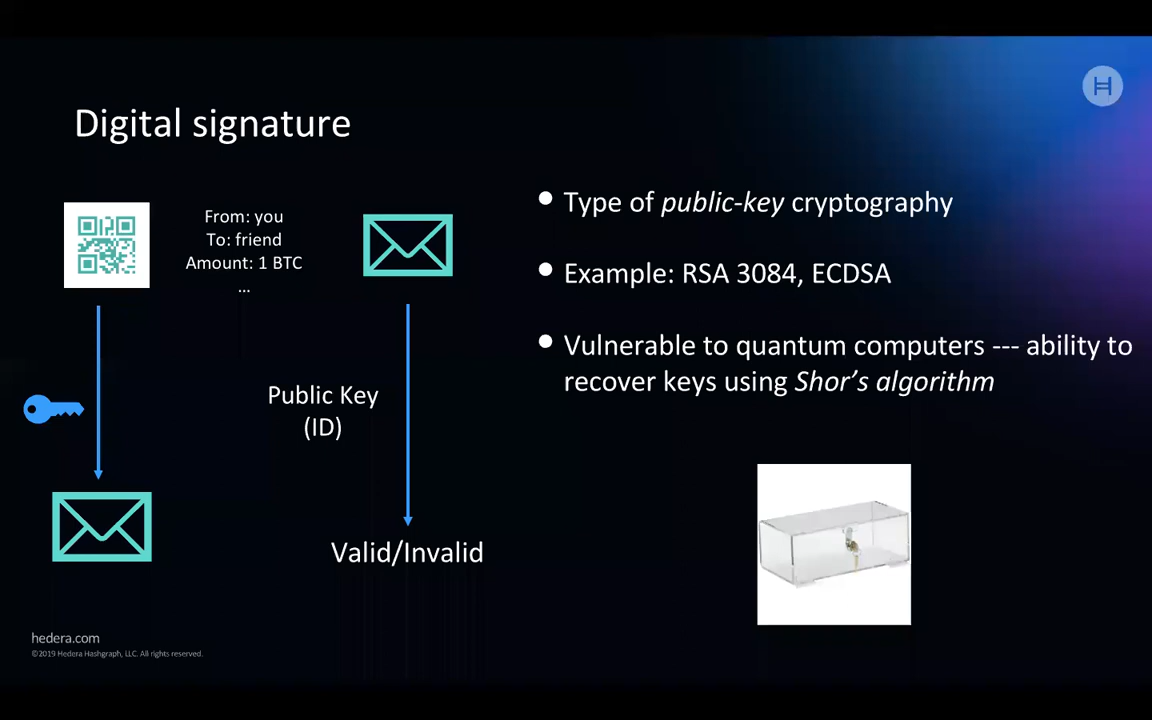 Digital signature
From: you
To: friend
Amount: 1 BTC
...
Public Key
(ID)
Valid/Invalid
Type of public-key cryptography
Example: RSA 3084, ECDSA
Vulnerable to quantum computers --- ability to
recover keys using Shor’s algorithm
hedera.com
©2019 Hedera Hashgraph, LLC. All rights reserved.